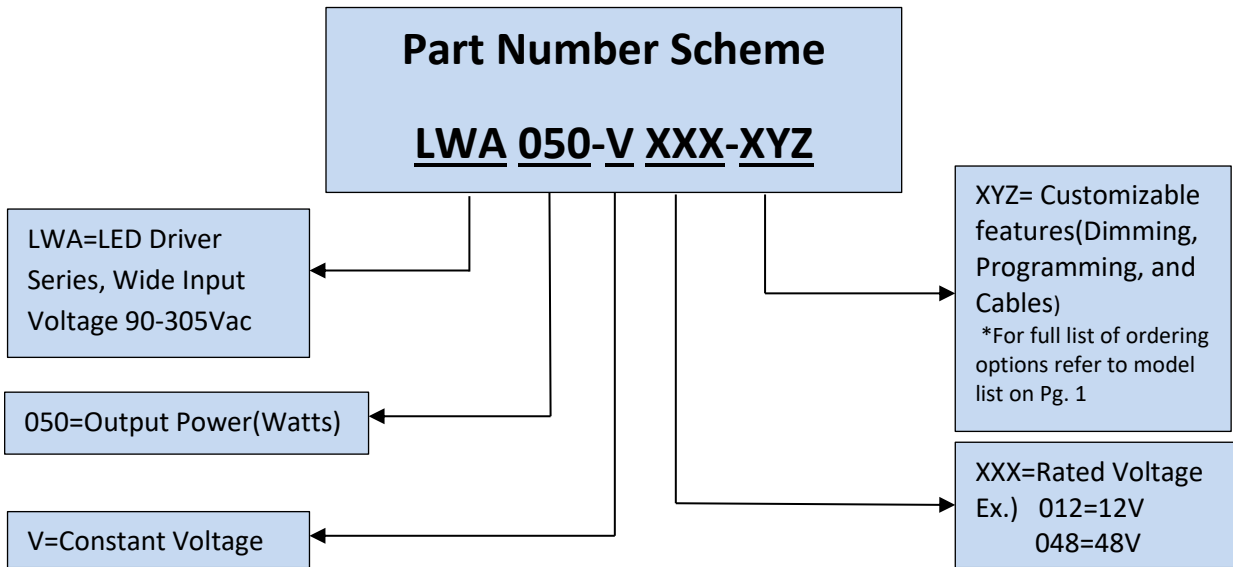 Part Number Scheme
LWA 050-V XXX-XYZ
LWA=LED Driver
Series, Wide Input
Voltage 90-305Vac
050=Output Power(Watts)
V=Constant Voltage
XYZ= Customizable
features(Dimming,
Programming, and
Cables)
*For full list of ordering
options refer to model
list on Pg. 1
XXX=Rated Voltage
Ex.) 012=12V
048=48V